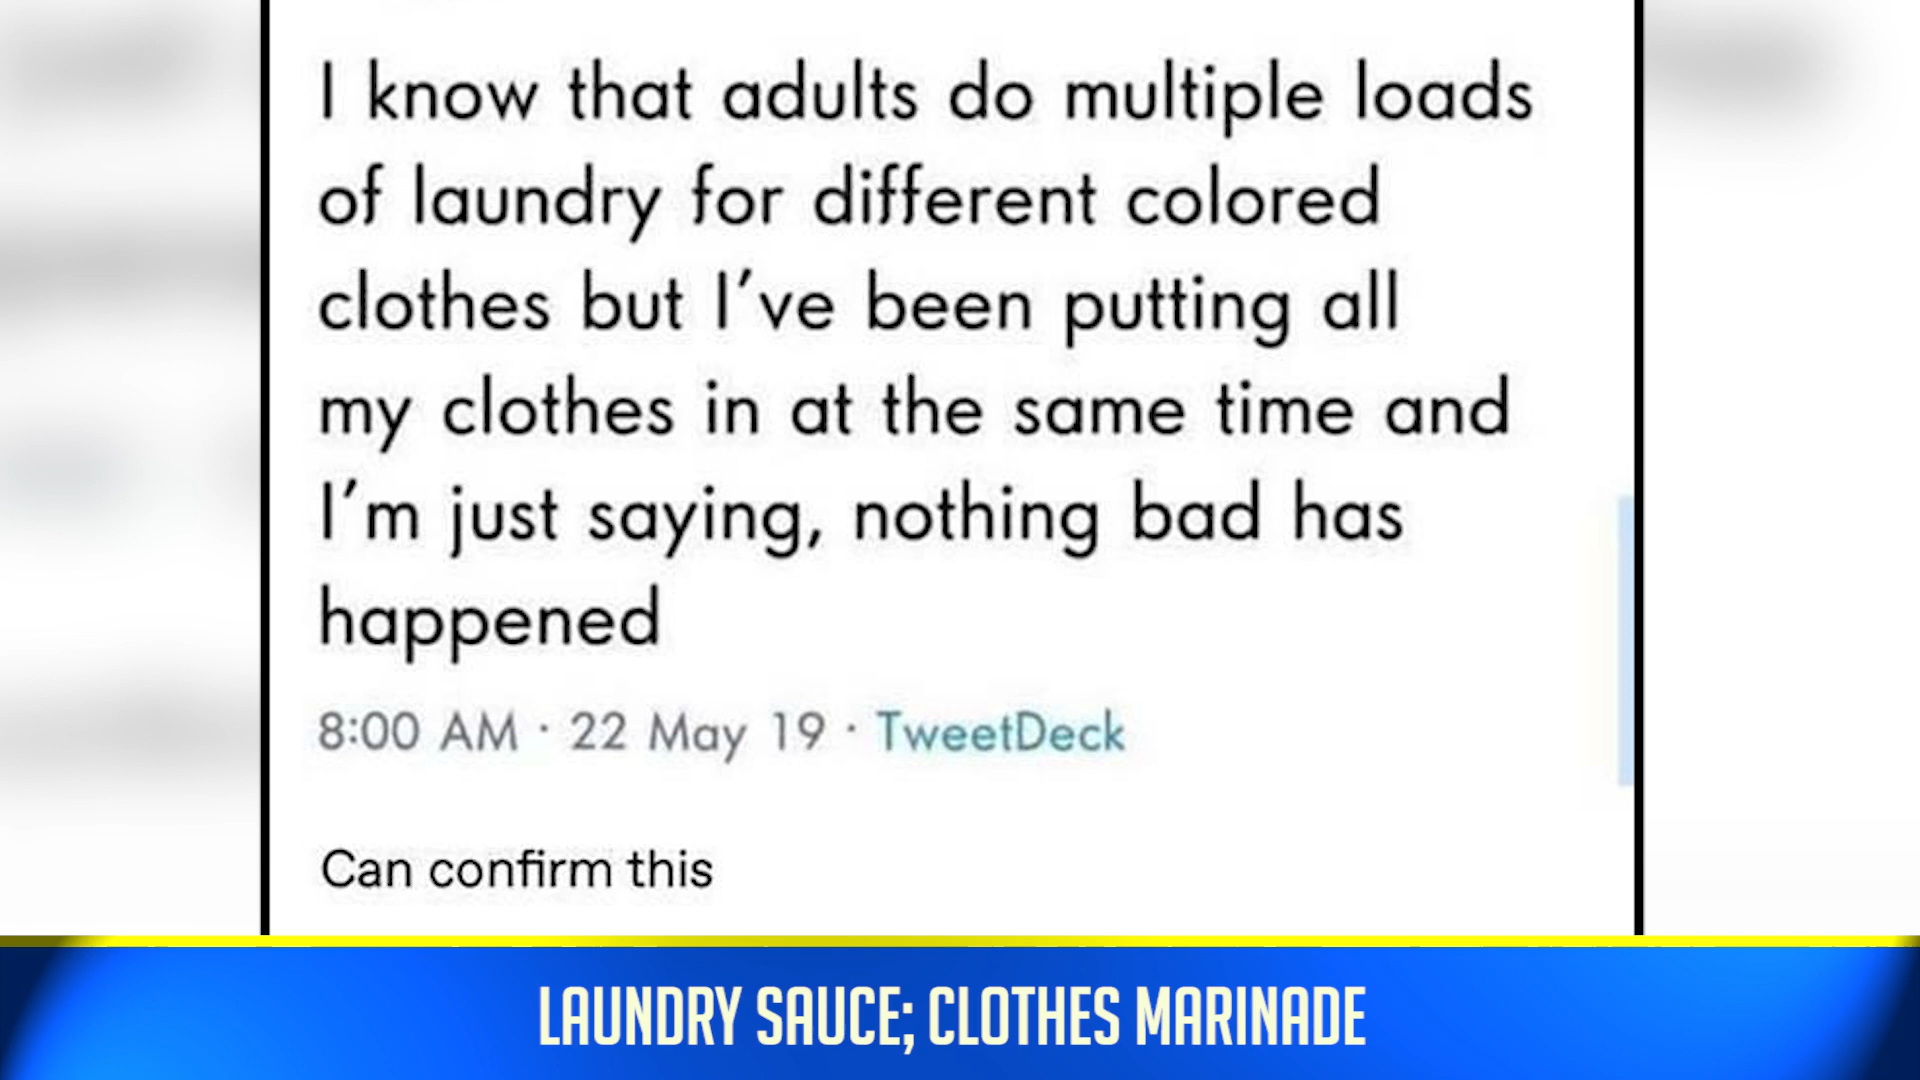 I know that adults do multiple loads
of laundry for different colored
clothes but I've been putting all
my clothes in at the same time and
I'm just saying, nothing bad has
happened
8:00 AM · 22 May 19 · TweetDeck
Can confirm this
LAUNDRY SAUCE; CLOTHES MARINADE